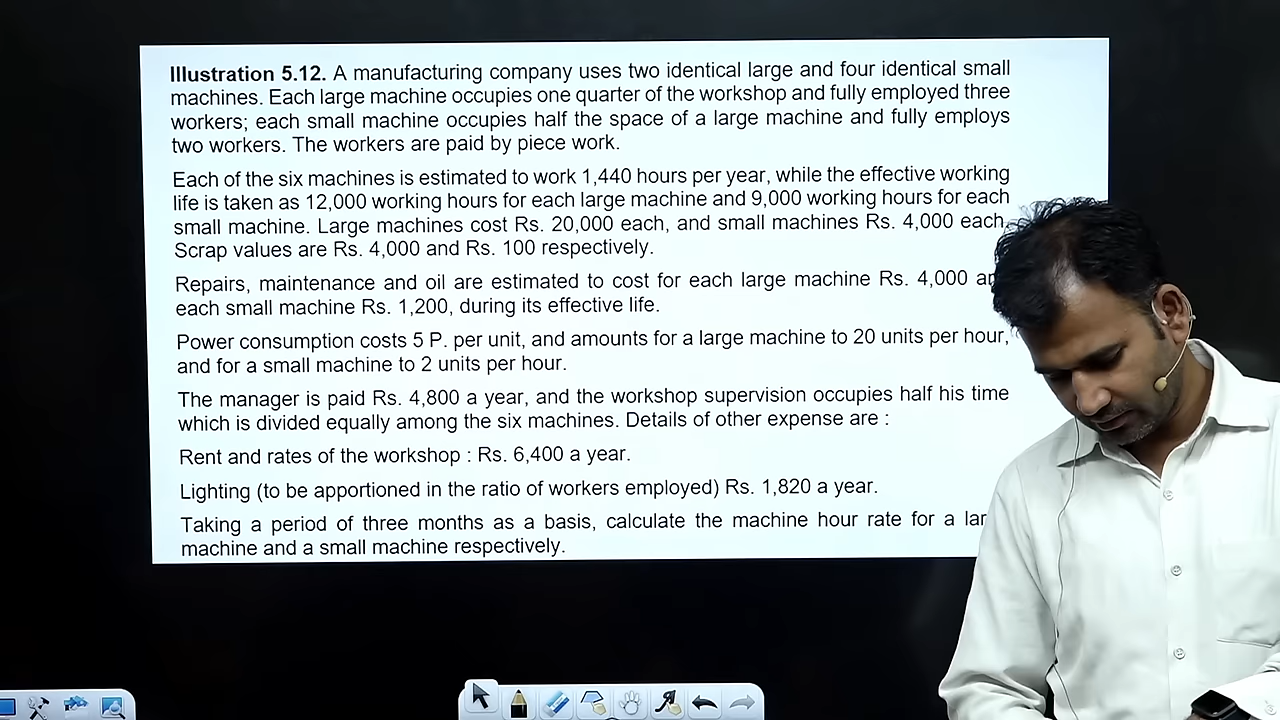 Illustration 5.12. A manufacturing company uses two identical large and four identical small
machines. Each large machine occupies one quarter of the workshop and fully employed three
workers; each small machine occupies half the space of a large machine and fully employs
two workers. The workers are paid by piece work.
Each of the six machines is estimated to work 1,440 hours per year, while the effective working
life is taken as 12,000 working hours for each large machine and 9,000 working hours for each
small machine. Large machines cost Rs. 20,000 each, and small machines Rs. 4,000 each.
Scrap values are Rs. 4,000 and Rs. 100 respectively.
Repairs, maintenance and oil are estimated to cost for each large machine Rs. 4,000
each small machine Rs. 1,200, during its effective life.
Power consumption costs 5 P. per unit, and amounts for a large machine to 20 units per hour,
and for a small machine to 2 units per hour.
The manager is paid Rs. 4,800 a year, and the workshop supervision occupies half his time
which is divided equally among the six machines. Details of other expense are :
Rent and rates of the workshop : Rs. 6,400 a year.
Lighting (to be apportioned in the ratio of workers employed) Rs. 1,820 a year.
Taking a period of three months as a basis, calculate the machine hour rate for a
machine and a small machine respectively.